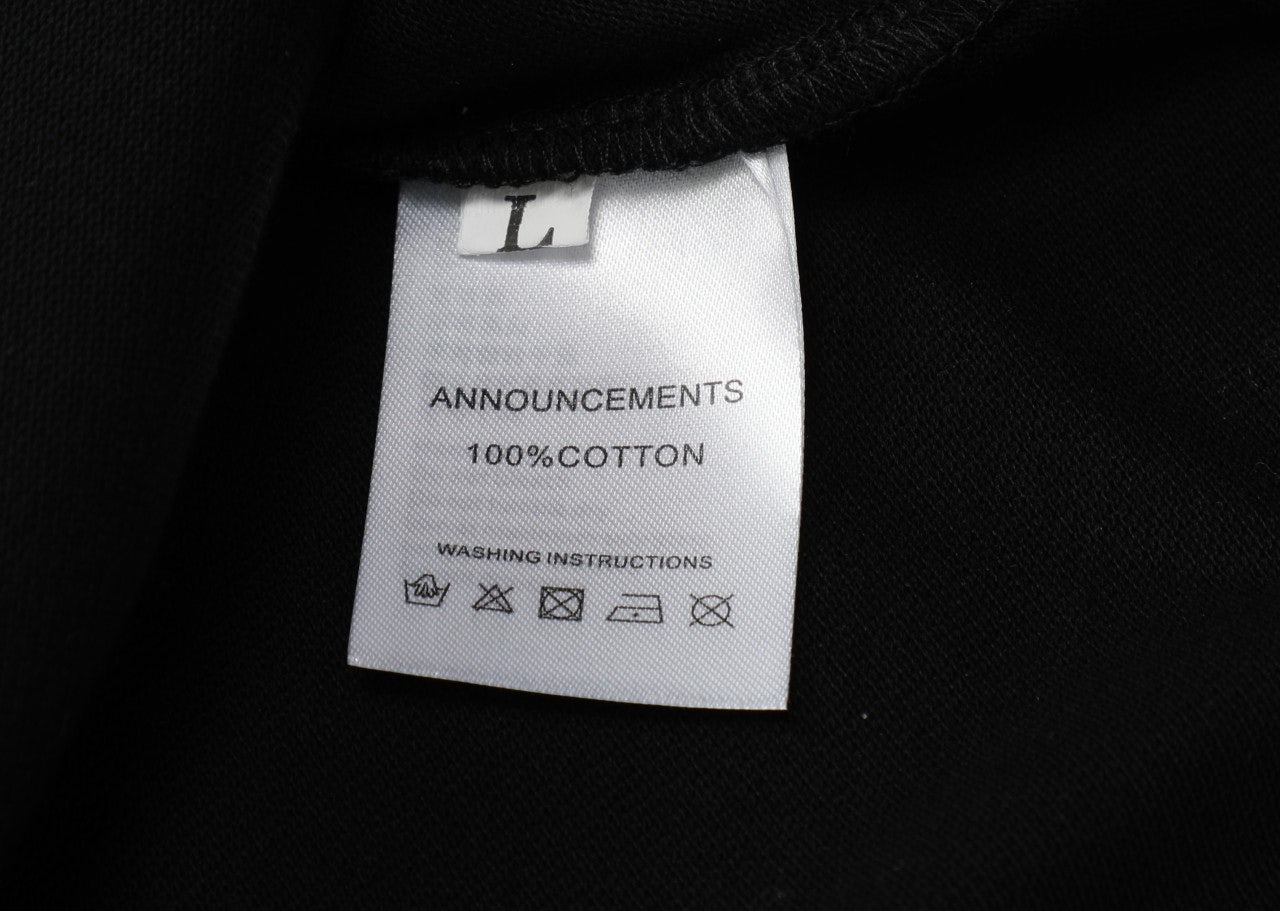 L
ANNOUNCEMENTS
100%COTTON
WASHING INSTRUCTIONS